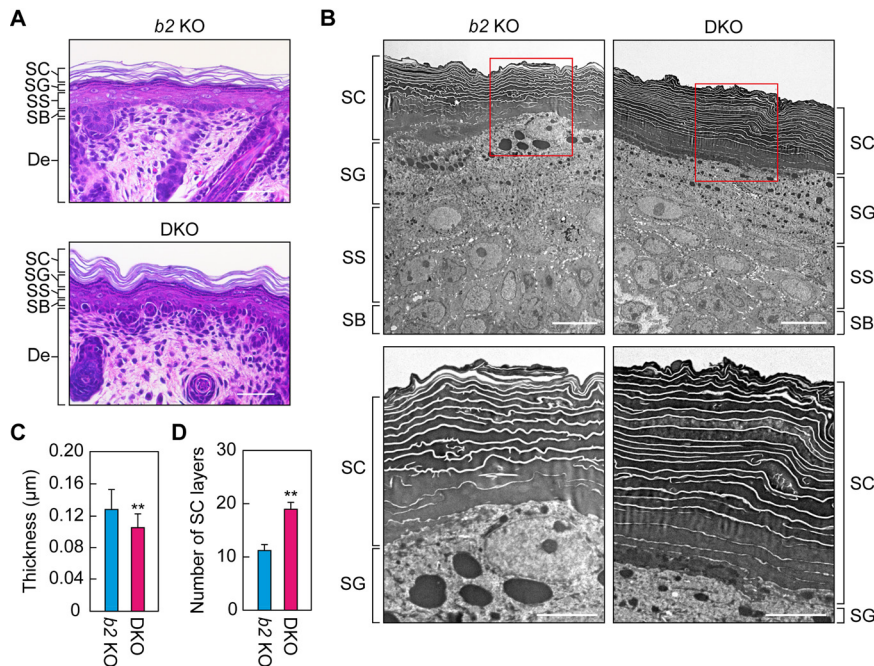 A
b2 KO
SC
SG
SS
SB
De
DKO
SC
SG
SS
SB
De
B
b2 KO
DKO
SC
SG
SS
SB
SC
SG
SS
SB
SC
SG
SC
SG
C
Thickness (μm)
0.16
0.12
0.08
0.04
0
**
b2 KO
DKO
D
Number of SC layers
30
20
10
0
**
b2 KO
DKO